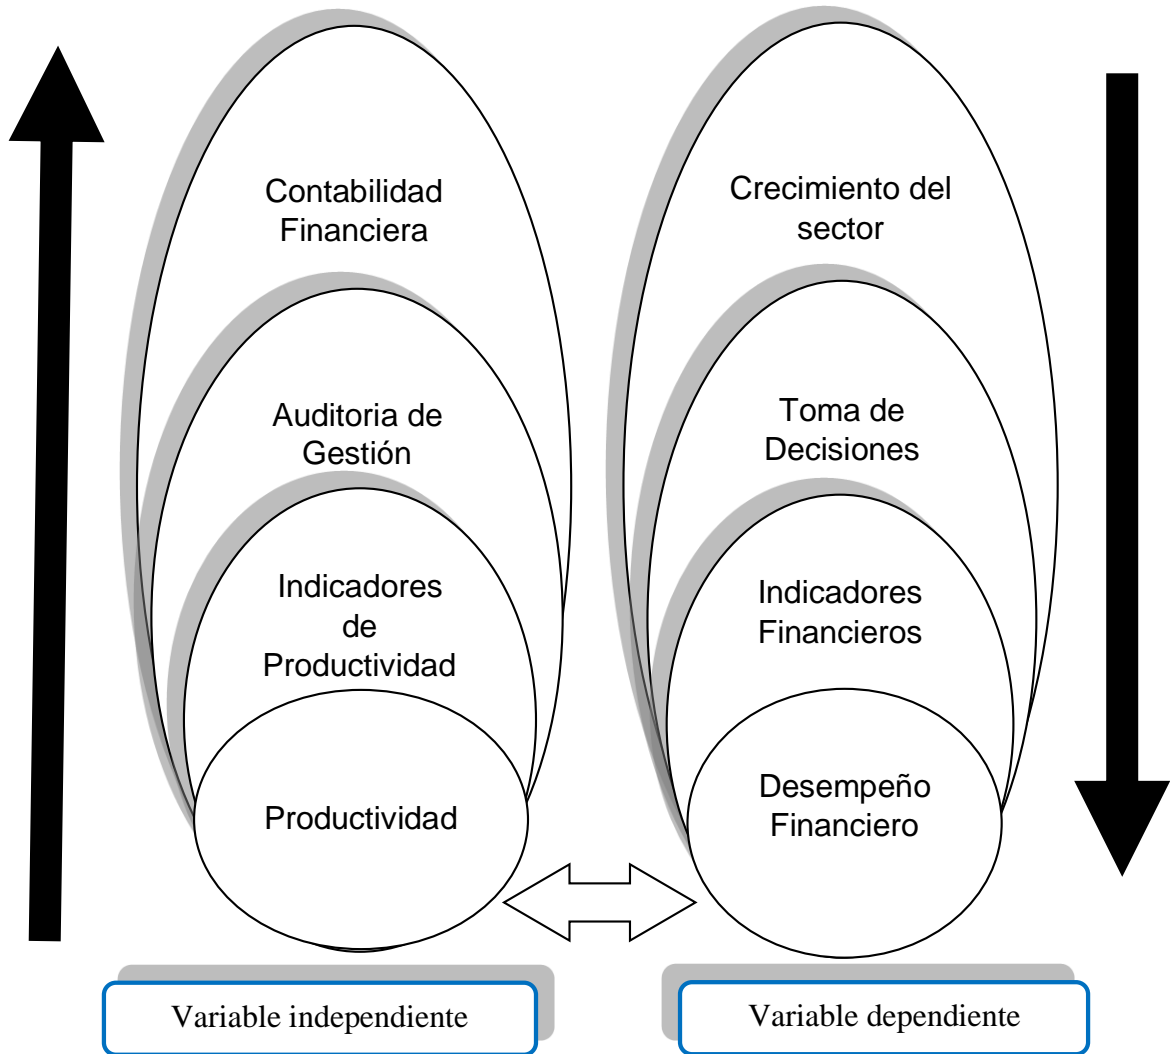 Contabilidad
Financiera
Auditoria de
Gestión
Indicadores
de
Productividad
Productividad
Variable independiente
Crecimiento del
sector
Toma de
Decisiones
Indicadores
Financieros
Desempeño
Financiero
Variable dependiente